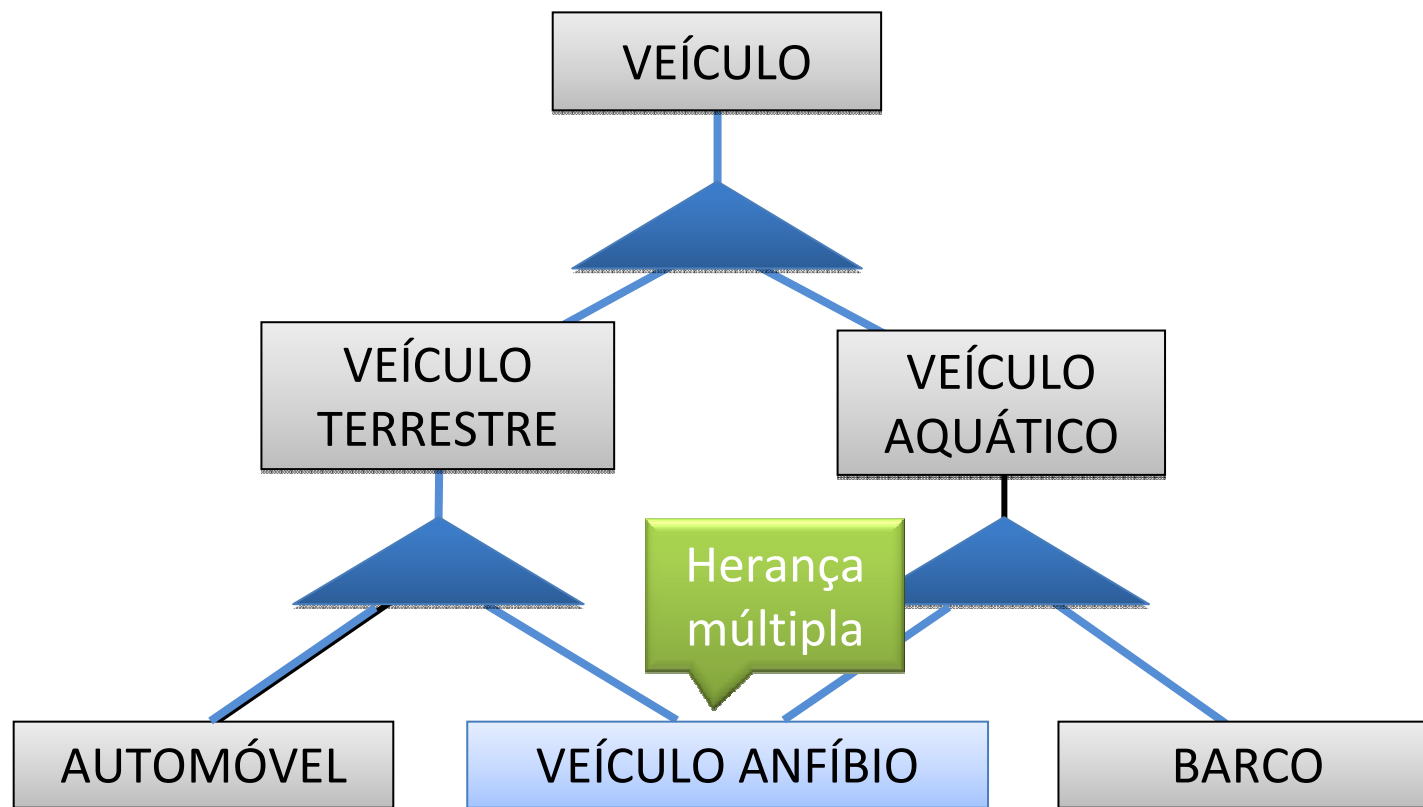 VEÍCULO
VEÍCULO
TERRESTRE
VEÍCULO
AQUÁTICO
Herança
múltipla
AUTOMÓVEL
VEÍCULO ANFÍBIO
BARCO